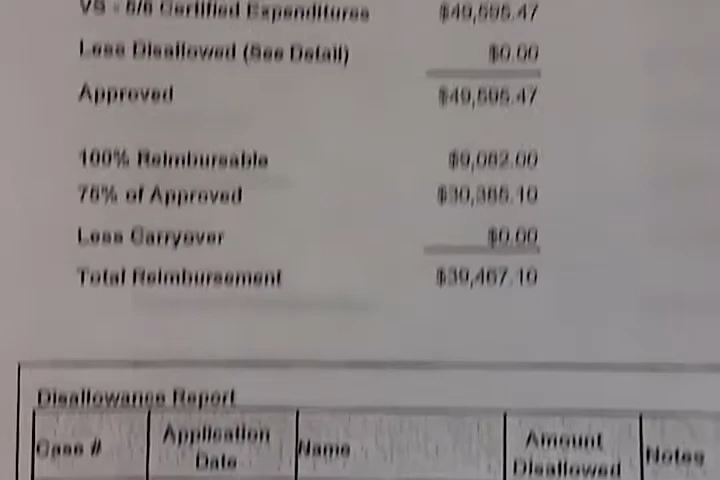 Certified Expenditures $49,595.47
Less Disallowed (See Detail) $0.00
Approved $49,595.47
100% Reimbursable $9,082.00
75% of Approved $30,385.10
Less Carryover $0.00
Total Reimbursement $39,467.10
Disallowance Report
Case # Application Date Name Amount Disallowed Notes